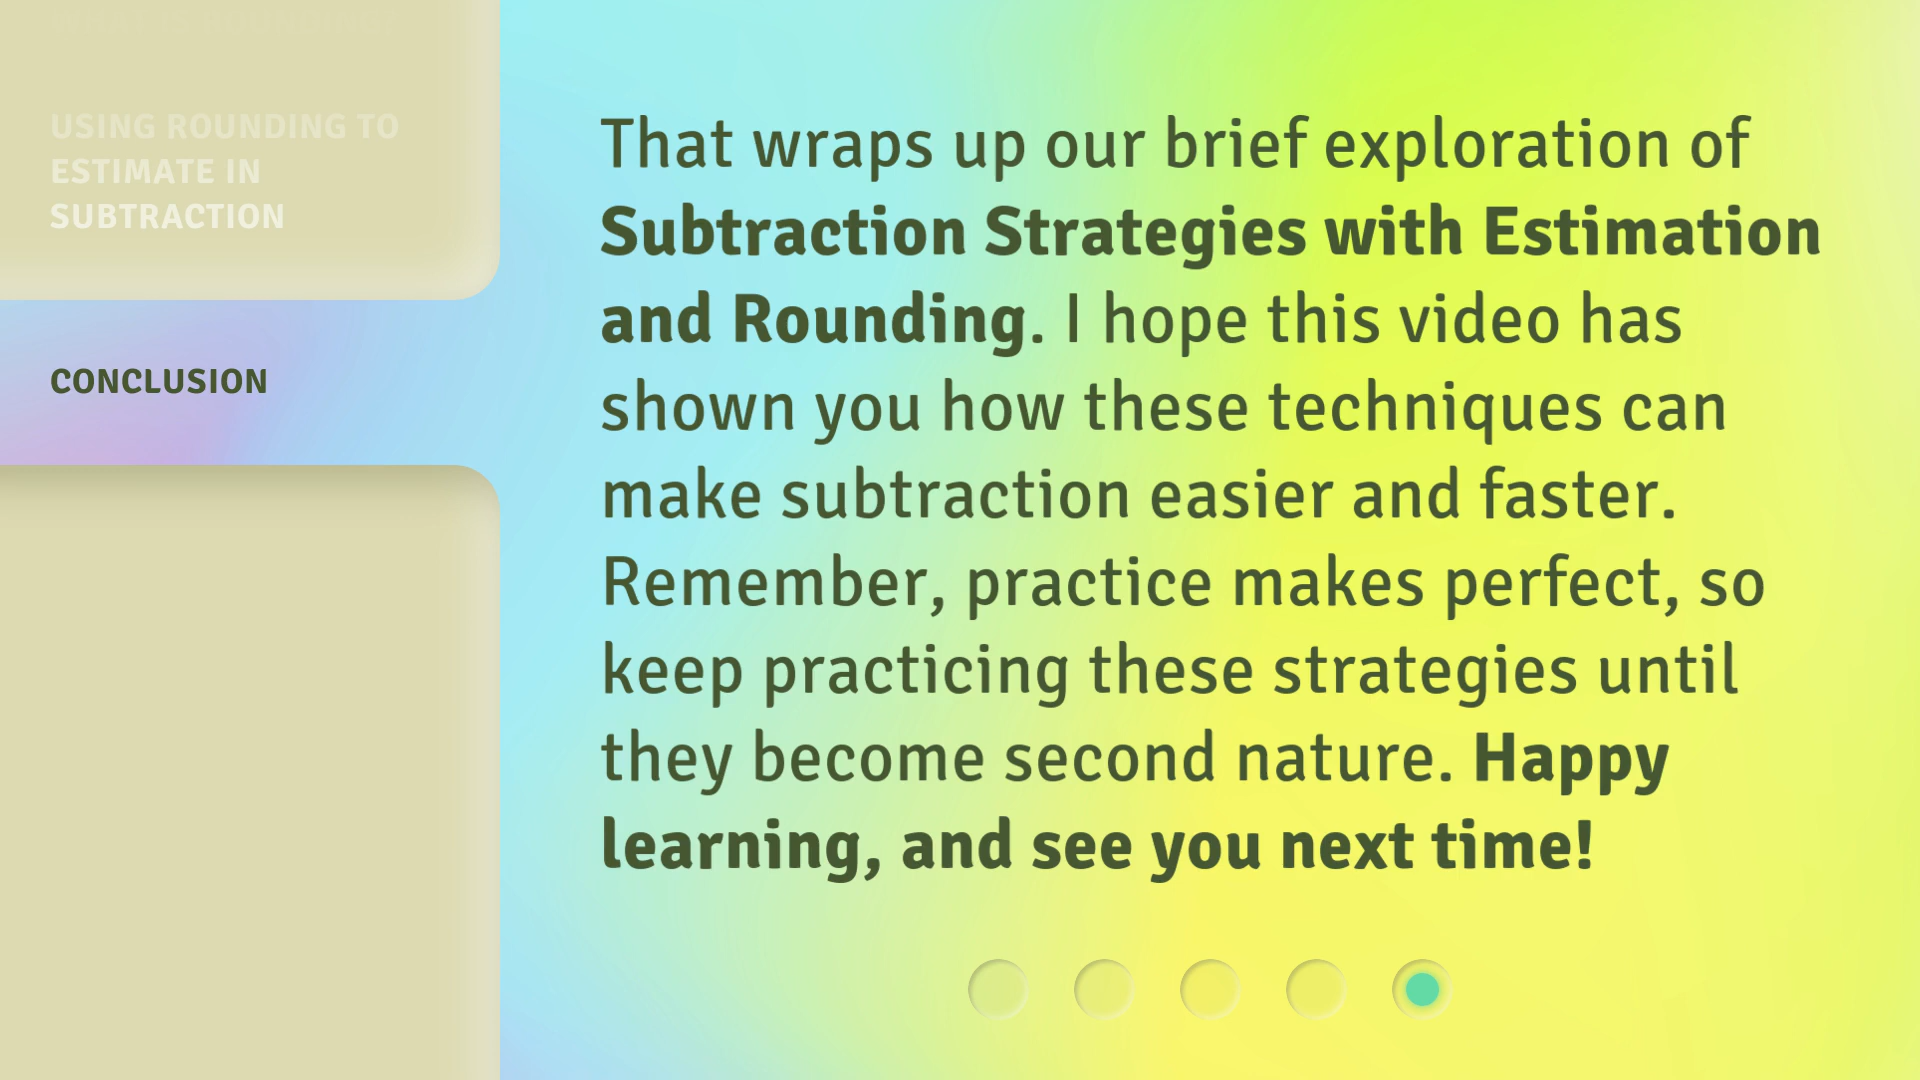 USING ROUNDING TO
ESTIMATE IN
SUBTRACTION
CONCLUSION
That wraps up our brief exploration of
Subtraction Strategies with Estimation
and Rounding. I hope this video has
shown you how these techniques can
make subtraction easier and faster.
Remember, practice makes perfect, so
keep practicing these strategies until
they become second nature. Happy
learning, and see you next time!